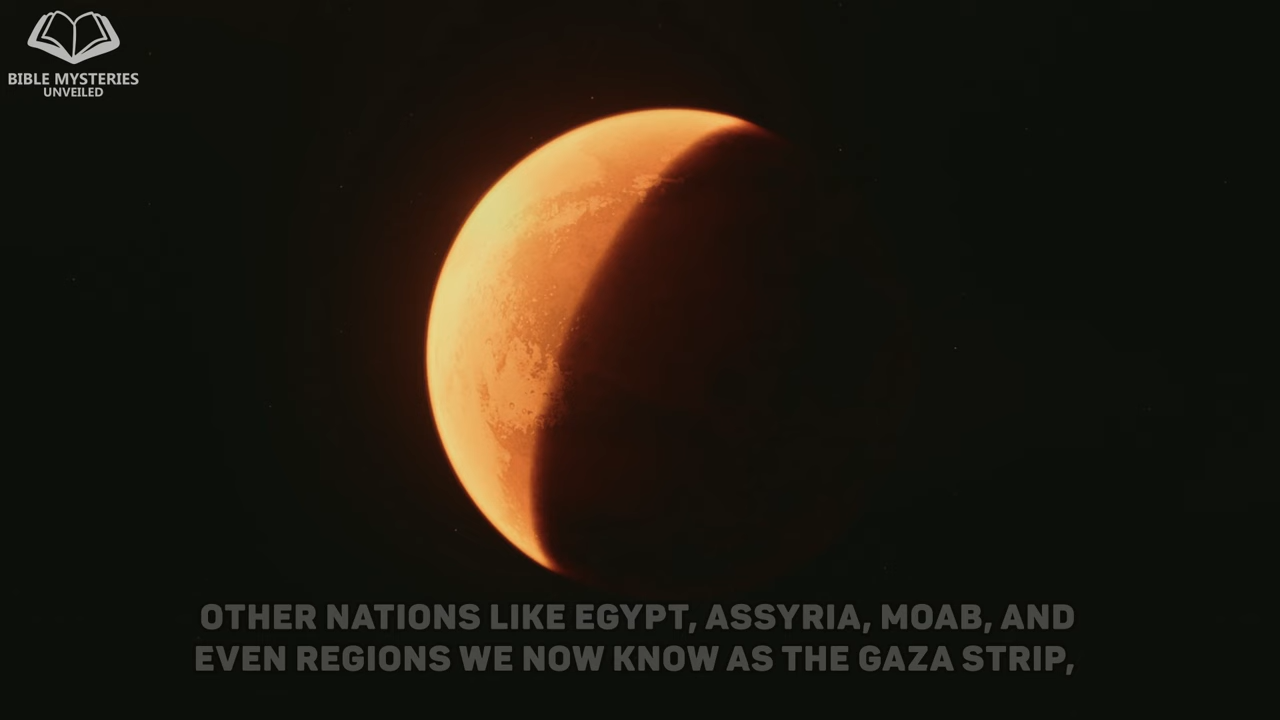 BIBLE MYSTERIES
UNVEILED
OTHER NATIONS LIKE EGYPT, ASSYRIA, MOAB, AND
EVEN REGIONS WE NOW KNOW AS THE GAZA STRIP,